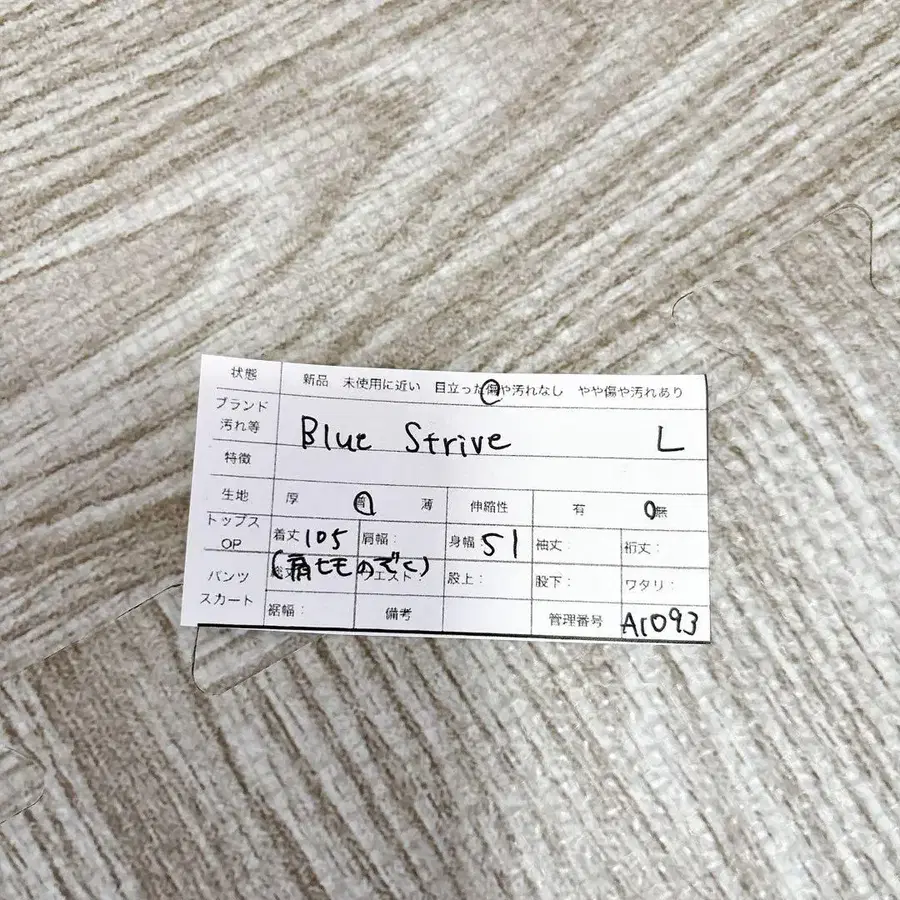 状態 新品 未使用に近い 目立った傷や汚れなし やや傷や汚れあり
ブランド
汚れ等 Blue Strive L
特徴
生地 厚 普 薄 伸縮性 有 無
トップス
OP 着丈 105 肩幅: 身幅 51 袖丈: 裄丈:
パンツ
スカート 総丈 ウエスト 股上: 股下: ワタリ:
(肩ヒモのぞく)
裾幅: 備考 管理番号 A1093